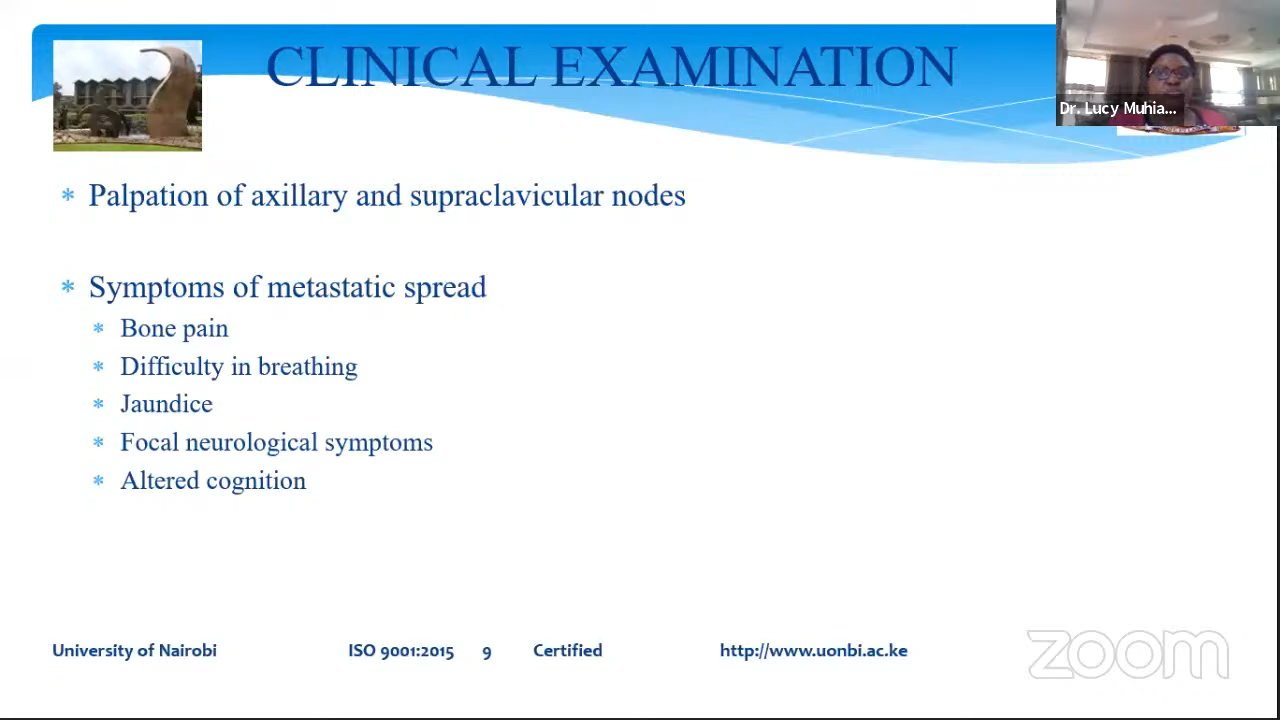 CLINICAL EXAMINATION
Dr. Lucy Muhia...
* Palpation of axillary and supraclavicular nodes
* Symptoms of metastatic spread
* Bone pain
* Difficulty in breathing
* Jaundice
* Focal neurological symptoms
* Altered cognition
University of Nairobi ISO 9001:2015 9 Certified http://www.uonbi.ac.ke
zoom